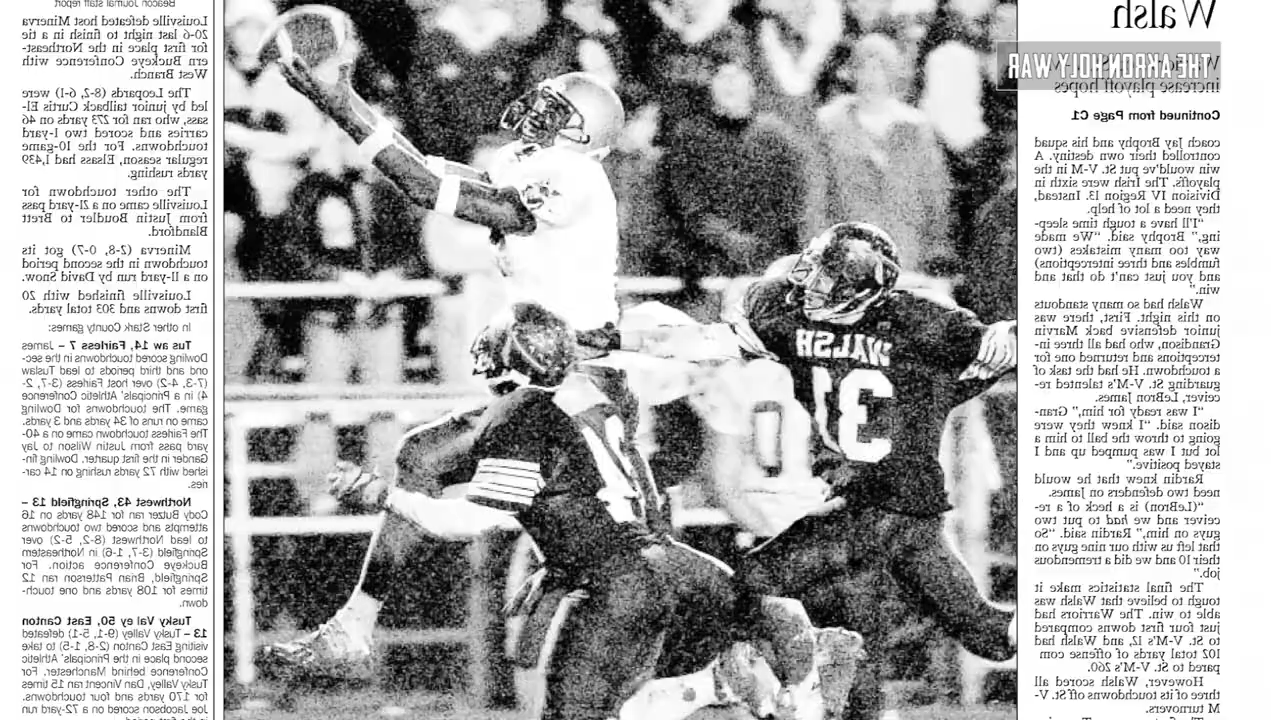 Walsh
THE AKRON HOLY WAR
increase playoff hopes
Continued from Page C1
coach Jay Brophy and his squad
controlled their own destiny. A
win would've put St. V-M in the
playoffs. The Irish were sixth in
Division IV Region 13. Instead,
they need a lot of help.
"I'll have a tough time sleep-
ing," Brophy said. "We made
way too many mistakes (two
fumbles and three interceptions)
and you just can't do that and
win."
Walsh had so many standouts
on this night. First, there was
junior defensive back Marvin
Grandison, who had all three in-
terceptions and returned one for
a touchdown. He had the task of
guarding St. V-M's talented re-
ceiver, LeBron James.
"I was ready for him," Gran-
dison said. "I knew they were
going to throw the ball to him a
lot but I was pumped up and I
stayed positive."
Rardin knew that he would
need two defenders on James.
"(LeBron) is a heck of a re-
ceiver and we had to put two
guys on him," Rardin said. "So
that left us with our nine guys on
their 10 and we did a tremendous
job."
The final statistics make it
tough to believe that Walsh was
able to win. The Warriors had
just four first downs compared
to St. V-M's 12, and Walsh had
102 total yards of offense com
pared to St. V-M's 260.
However, Walsh scored all
three of its touchdowns off St. V-
M turnovers.
WALSH
Beacon Journal staff report
Louisville defeated host Minerva
20-6 last night to finish in a tie
for first place in the Northeast-
ern Buckeye Conference with
West Branch.
The Leopards (8-2, 6-1) were
led by junior tailback Curtis El-
sass, who ran for 273 yards on 46
carries and scored two 1-yard
touchdowns. For the 10-game
regular season, Elsass had 1,439
yards rushing.
The other touchdown for
Louisville came on a 21-yard pass
from Justin Boudler to Brett
Blandford.
Minerva (2-8, 0-7) got its
touchdown in the second period
on a 11-yard run by David Snow.
Louisville finished with 20
first downs and 303 total yards.
In other Stark County games:
Tus aw 14, Fairless 7 – James
Dowling scored touchdowns in the sec-
ond and third periods to lead Tuslaw
(7-3, 4-2) over host Fairless (3-7, 2-
4) in a Principals' Athletic Conference
game. The touchdowns for Dowling
came on runs of 34 yards and 3 yards.
The Fairless touchdown came on a 40-
yard pass from Justin Wilson to Jay
Gander in the first quarter. Dowling fin-
ished with 72 yards rushing on 14 car-
ries.
Northwest 43, Springfield 13 –
Cody Butzer ran for 148 yards on 16
attempts and scored two touchdowns
to lead Northwest (8-2, 5-2) over
Springfield (3-7, 1-6) in Northeastern
Buckeye Conference action. For
Springfield, Brian Patterson ran 12
times for 108 yards and one touch-
down.
Tusky Val ey 50, East Canton
13 – Tusky Valley (9-1, 5-1) defeated
visiting East Canton (2-8, 1-5) to take
second place in the Principals' Athletic
Conference behind Manchester. For
Tusky Valley, Dan Vincent ran 15 times
for 170 yards and four touchdowns.
Joe Jacobson scored on a 72-yard run